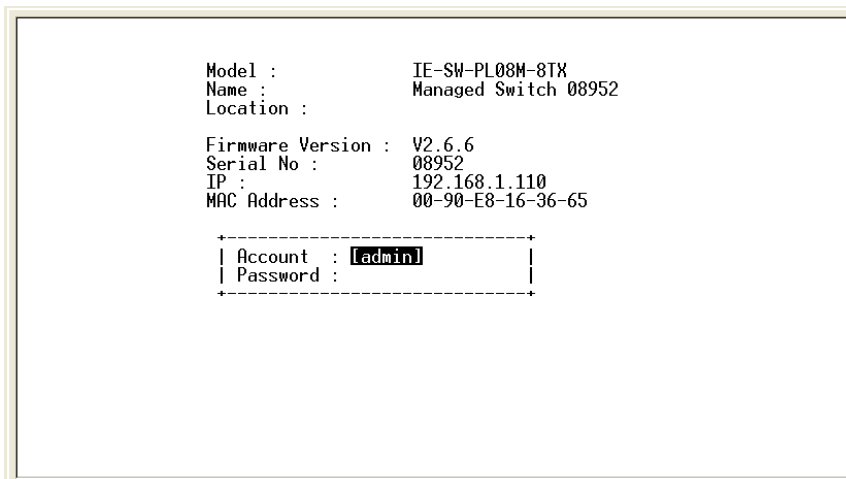 Model : IE-SW-PL08M-8TX
Name : Managed Switch 08952
Location :
Firmware Version : V2.6.6
Serial No : 08952
IP : 192.168.1.110
MAC Address : 00-90-E8-16-36-65
+-----------------------------+
| Account : [admin] |
| Password : |
+-----------------------------+